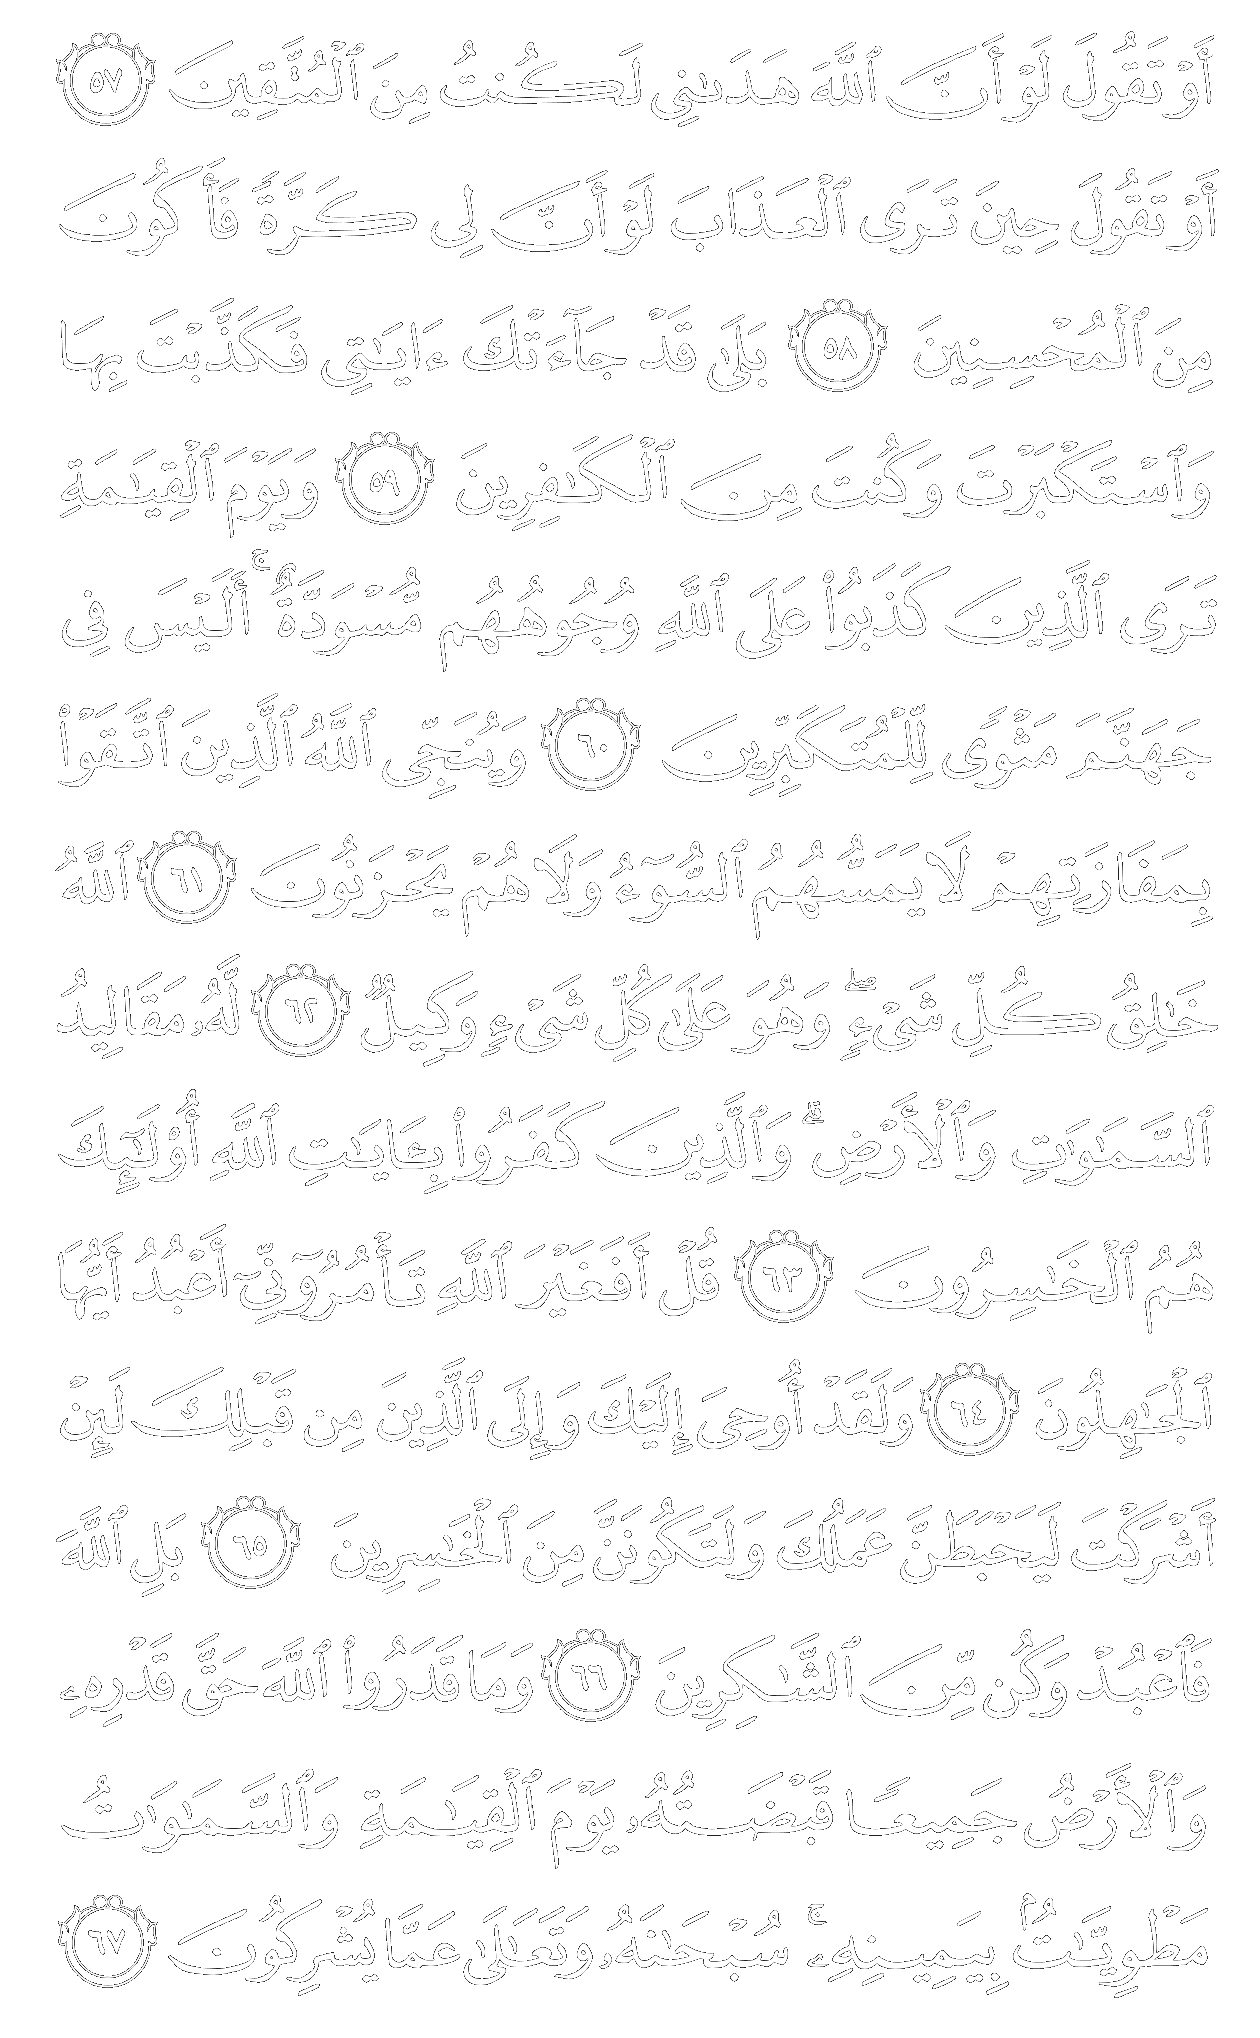 أَوْ تَقُولَ لَوْ أَنَّ ٱللَّهَ هَدَىٰنِى لَكُنتُ مِنَ ٱلْمُتَّقِينَ ٥٧
أَوْ تَقُولَ حِينَ تَرَى ٱلْعَذَابَ لَوْ أَنَّ لِى كَرَّةً فَأَكُونَ
مِنَ ٱلْمُحْسِنِينَ ٥٨ بَلَىٰ قَدْ جَآءَتْكَ ءَايَٰتِى فَكَذَّبْتَ بِهَا
وَٱسْتَكْبَرْتَ وَكُنتَ مِنَ ٱلْكَٰفِرِينَ ٥٩ وَيَوْمَ ٱلْقِيَٰمَةِ
تَرَى ٱلَّذِينَ كَذَبُوا۟ عَلَى ٱللَّهِ وُجُوهُهُم مُّسْوَدَّةٌ ۚ أَلَيْسَ فِى
جَهَنَّمَ مَثْوًى لِّلْمُتَكَبِّرِينَ ٦٠ وَيُنَجِّى ٱللَّهُ ٱلَّذِينَ ٱتَّقَوْا۟
بِمَفَازَتِهِمْ لَا يَمَسُّهُمُ ٱلسُّوٓءُ وَلَا هُمْ يَحْزَنُونَ ٦١ ٱللَّهُ
خَٰلِقُ كُلِّ شَىْءٍ ۖ وَهُوَ عَلَىٰ كُلِّ شَىْءٍ وَكِيلٌ ٦٢ لَّهُۥ مَقَالِيدُ
ٱلسَّمَٰوَٰتِ وَٱلْأَرْضِ ۗ وَٱلَّذِينَ كَفَرُوا۟ بِـَٔايَٰتِ ٱللَّهِ أُو۟لَٰٓئِكَ
هُمُ ٱلْخَٰسِرُونَ ٦٣ قُلْ أَفَغَيْرَ ٱللَّهِ تَأْمُرُوٓنِّىٓ أَعْبُدُ أَيُّهَا
ٱلْجَٰهِلُونَ ٦٤ وَلَقَدْ أُوحِىَ إِلَيْكَ وَإِلَى ٱلَّذِينَ مِن قَبْلِكَ لَئِنْ
أَشْرَكْتَ لَيَحْبَطَنَّ عَمَلُكَ وَلَتَكُونَنَّ مِنَ ٱلْخَٰسِرِينَ ٦٥ بَلِ ٱللَّهَ
فَٱعْبُدْ وَكُن مِّنَ ٱلشَّٰكِرِينَ ٦٦ وَمَا قَدَرُوا۟ ٱللَّهَ حَقَّ قَدْرِهِۦ
وَٱلْأَرْضُ جَمِيعًا قَبْضَتُهُۥ يَوْمَ ٱلْقِيَٰمَةِ وَٱلسَّمَٰوَٰتُ
مَطْوِيَّٰتٌۢ بِيَمِينِهِۦ ۚ سُبْحَٰنَهُۥ وَتَعَٰلَىٰ عَمَّا يُشْرِكُونَ ٦٧